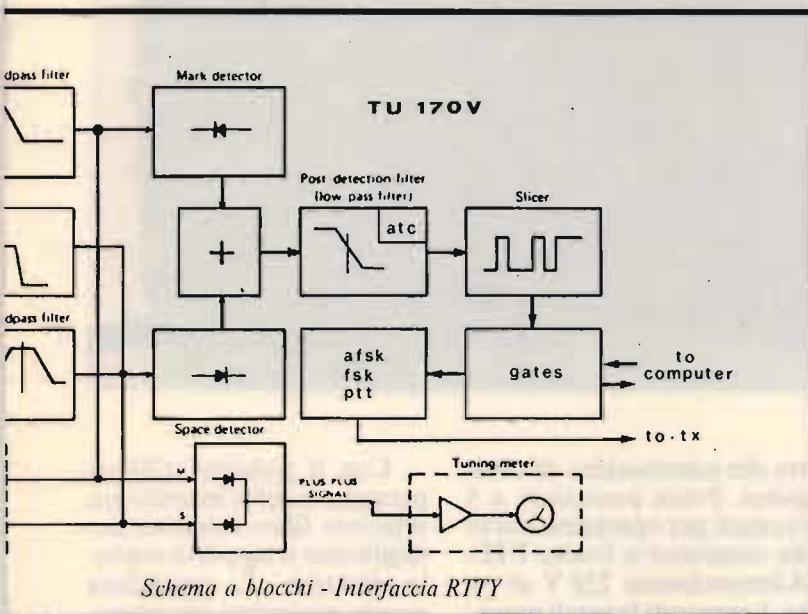 dpass filter
Mark detector
TU 170V
Post-detection filter
(low pass filter)
atc
Slicer
+
dpass filter
afsk
fsk
ptt
gates
to
computer
to-tx
Space detector
M
S
PLUS PLUS
SIGNAL
Tuning meter
Schema a blocchi - Interfaccia RTTY